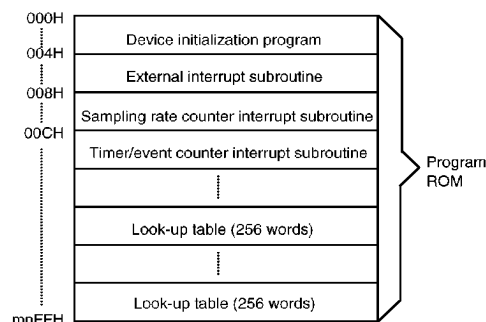 000H
Device initialization program
004H
External interrupt subroutine
008H
Sampling rate counter interrupt subroutine
00CH
Timer/event counter interrupt subroutine
Program
ROM
Look-up table (256 words)
Look-up table (256 words)
mnFFH